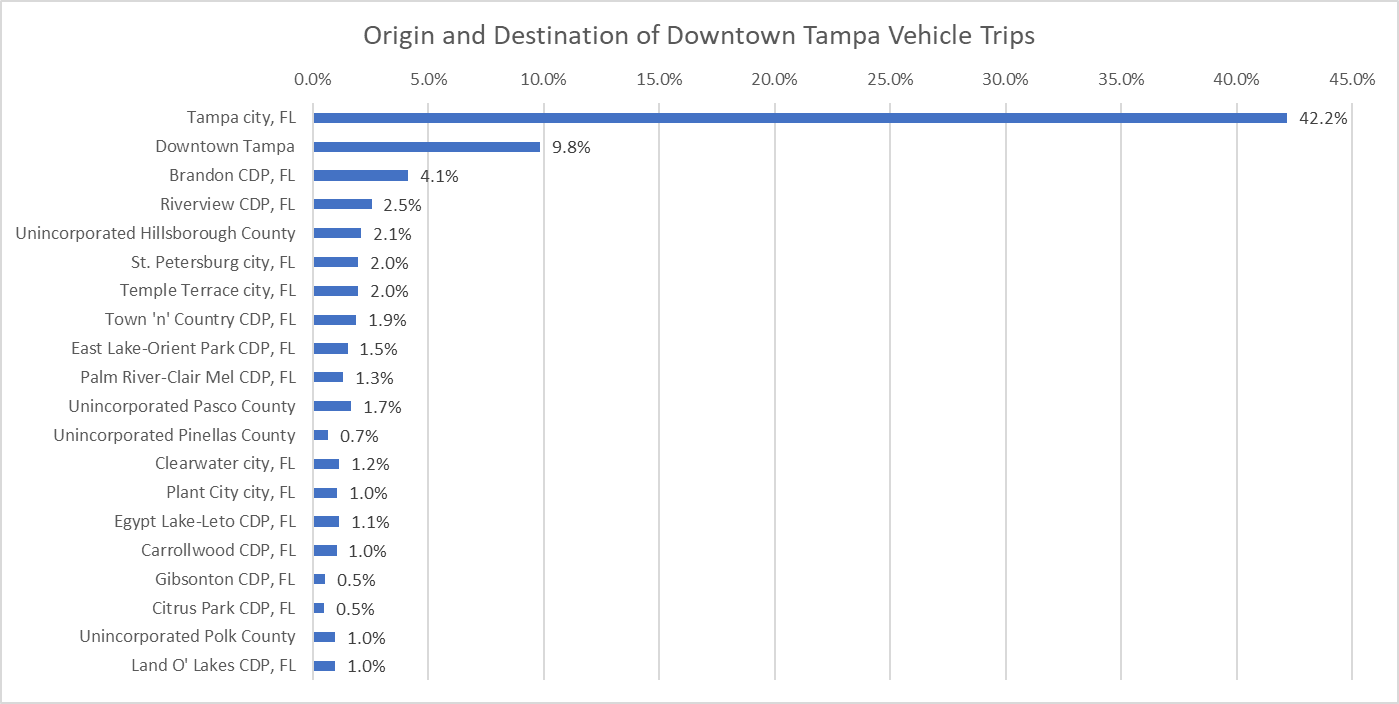 Origin and Destination of Downtown Tampa Vehicle Trips
0.0% 5.0% 10.0% 15.0% 20.0% 25.0% 30.0% 35.0% 40.0% 45.0%
Tampa city, FL 42.2%
Downtown Tampa 9.8%
Brandon CDP, FL 4.1%
Riverview CDP, FL 2.5%
Unincorporated Hillsborough County 2.1%
St. Petersburg city, FL 2.0%
Temple Terrace city, FL 2.0%
Town 'n' Country CDP, FL 1.9%
East Lake-Orient Park CDP, FL 1.5%
Palm River-Clair Mel CDP, FL 1.3%
Unincorporated Pasco County 1.7%
Unincorporated Pinellas County 0.7%
Clearwater city, FL 1.2%
Plant City city, FL 1.0%
Egypt Lake-Leto CDP, FL 1.1%
Carrollwood CDP, FL 1.0%
Gibsonton CDP, FL 0.5%
Citrus Park CDP, FL 0.5%
Unincorporated Polk County 1.0%
Land O' Lakes CDP, FL 1.0%